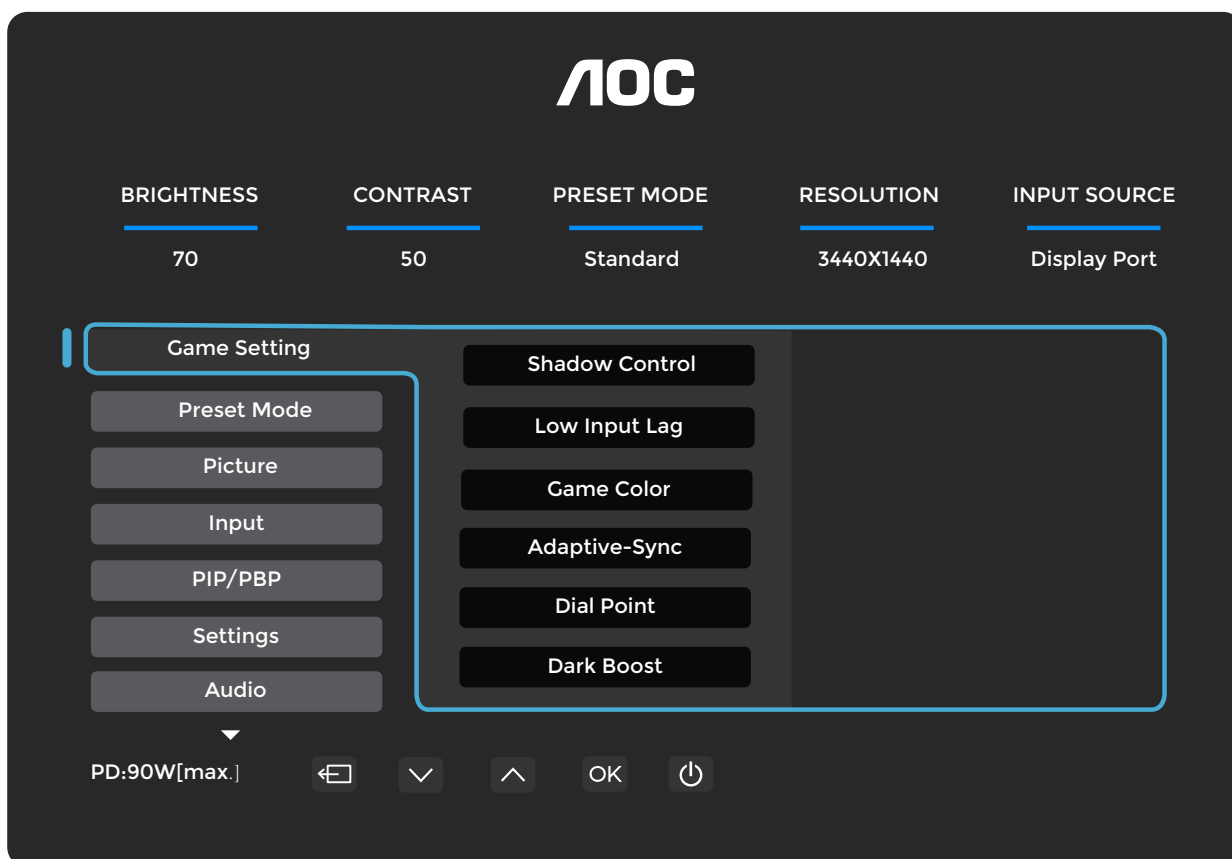 AOC
BRIGHTNESS CONTRAST PRESET MODE RESOLUTION INPUT SOURCE
70 50 Standard 3440X1440 Display Port
Game Setting
Preset Mode
Picture
Input
PIP/PBP
Settings
Audio
Shadow Control
Low Input Lag
Game Color
Adaptive-Sync
Dial Point
Dark Boost
PD:90W[max.]
OK